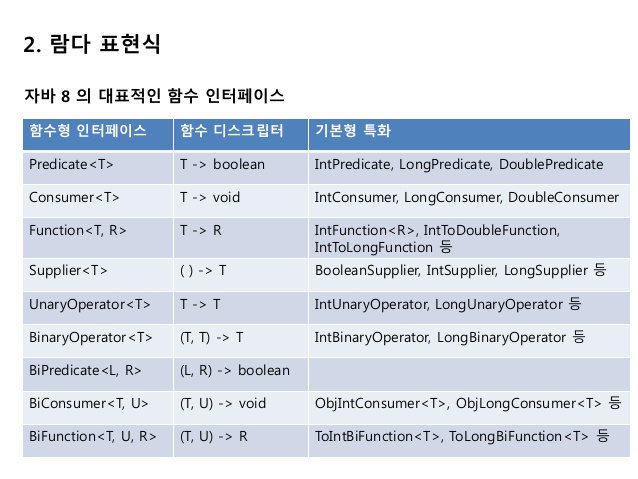 2. 람다 표현식
자바 8 의 대표적인 함수 인터페이스
함수형 인터페이스 함수 디스크립터 기본형 특화
Predicate<T> T -> boolean IntPredicate, LongPredicate, DoublePredicate
Consumer<T> T -> void IntConsumer, LongConsumer, DoubleConsumer
Function<T, R> T -> R IntFunction<R>, IntToDoubleFunction,
IntToLongFunction 등
Supplier<T> ( ) -> T BooleanSupplier, IntSupplier, LongSupplier 등
UnaryOperator<T> T -> T IntUnaryOperator, LongUnaryOperator 등
BinaryOperator<T> (T, T) -> T IntBinaryOperator, LongBinaryOperator 등
BiPredicate<L, R> (L, R) -> boolean
BiConsumer<T, U> (T, U) -> void ObjIntConsumer<T>, ObjLongConsumer<T> 등
BiFunction<T, U, R> (T, U) -> R ToIntBiFunction<T>, ToLongBiFunction<T> 등